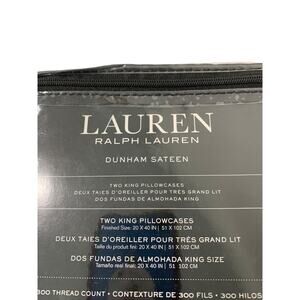 LAUREN
RALPH LAUREN
DUNHAM SATEEN
TWO KING PILLOWCASES
DEUX TAIES D'OREILLER POUR TRÈS GRAND LIT
DOS FUNDAS DE ALMOHADA KING
TWO KING PILLOWCASES
Finished Size: 20 X 40 IN | 51 X 102 CM
DEUX TAIES D'OREILLER POUR TRÈS GRAND LIT
Taille du produit fini: 20 X 40 IN | 51 X 102 CM
DOS FUNDAS DE ALMOHADA KING SIZE
Tamaño real final: 20 X 40 IN | 51 102 CM
300 THREAD COUNT • CONTEXTURE DE 300 FILS • 300 HILOS